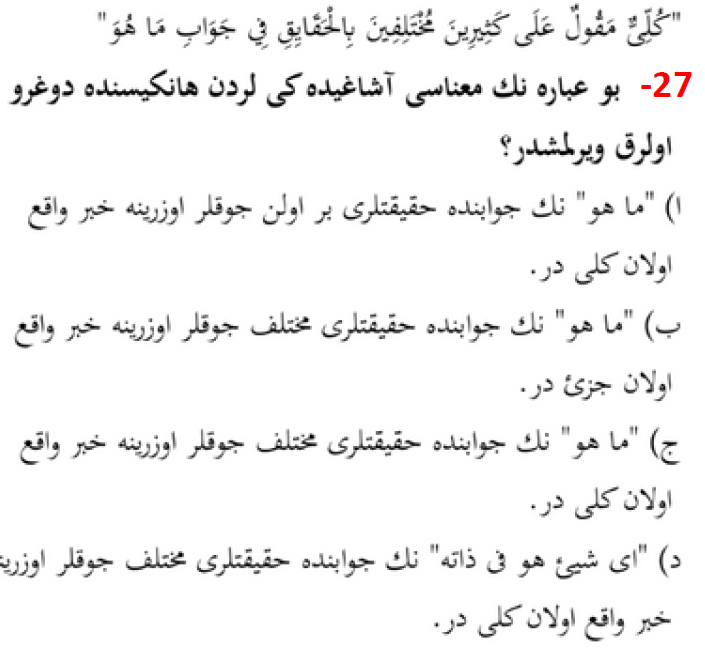 "كُلِّىٌّ مَقُولٌ عَلَى كَثِيرِينَ مُخْتَلِفِينَ بِالْحَقَايِقِ فِي جَوَابِ مَا هُوَ"
27- بو عباره نك معناسى آشاغيده كى لردن هانكيسنده دوغرو
اولرق ويرلمشدر؟
ا) "ما هو" نك جوابنده حقيقتلرى بر اولن جوقلر اوزرينه خبر واقع
اولان كلى در.
ب) "ما هو" نك جوابنده حقيقتلرى مختلف جوقلر اوزرينه خبر واقع
اولان جزئ در.
ج) "ما هو" نك جوابنده حقيقتلرى مختلف جوقلر اوزرينه خبر واقع
اولان كلى در.
د) "اى شيئ هو فى ذاته" نك جوابنده حقيقتلرى مختلف جوقلر اوزرينه
خبر واقع اولان كلى در.